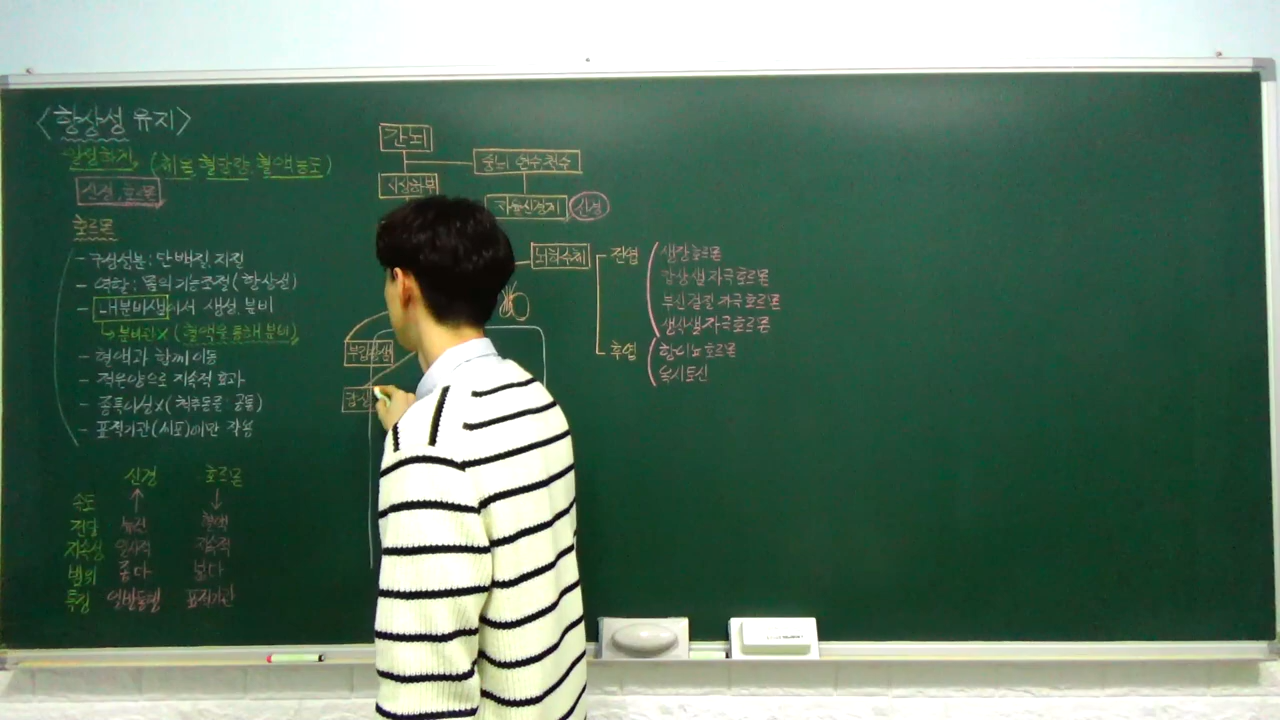 <항상성 유지>
일정하게 (체온, 혈당량, 혈액농도)
신경, 호르몬
호르몬
- 구성성분: 단백질, 지질
- 역할: 몸의 기능조절 (항상성)
- 내분비샘에서 생성, 분비
↳ 분비관X (혈액을 통해 분비)
- 혈액과 함께 이동
- 적은양으로 지속적 효과
- 종특이성X (척추동물: 공통)
- 표적기관(세포)에만 작용
신경 호르몬
속도 ↑ ↓
전달 뉴런 혈액
지속성 일시적 지속적
범위 좁다 넓다
특징 일방통행 표적기관
간뇌
중뇌 연수 척수
시상하부
자율신경계 신경
뇌하수체
전엽
생장호르몬
갑상샘 자극 호르몬
부신겉질 자극 호르몬
생식샘 자극 호르몬
후엽
항이뇨 호르몬
옥시토신
부갑상샘
갑상